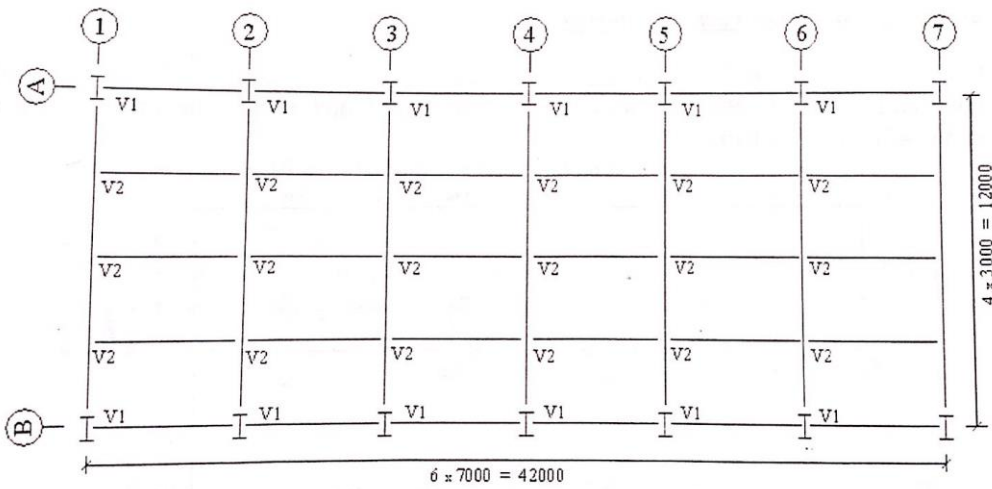 1 2 3 4 5 6 7
A
V1 V1 V1 V1 V1 V1
V2 V2 V2 V2 V2 V2
V2 V2 V2 V2 V2 V2
V2 V2 V2 V2 V2 V2
B
V1 V1 V1 V1 V1 V1
4 x 3000 = 12000
6 x 7000 = 42000